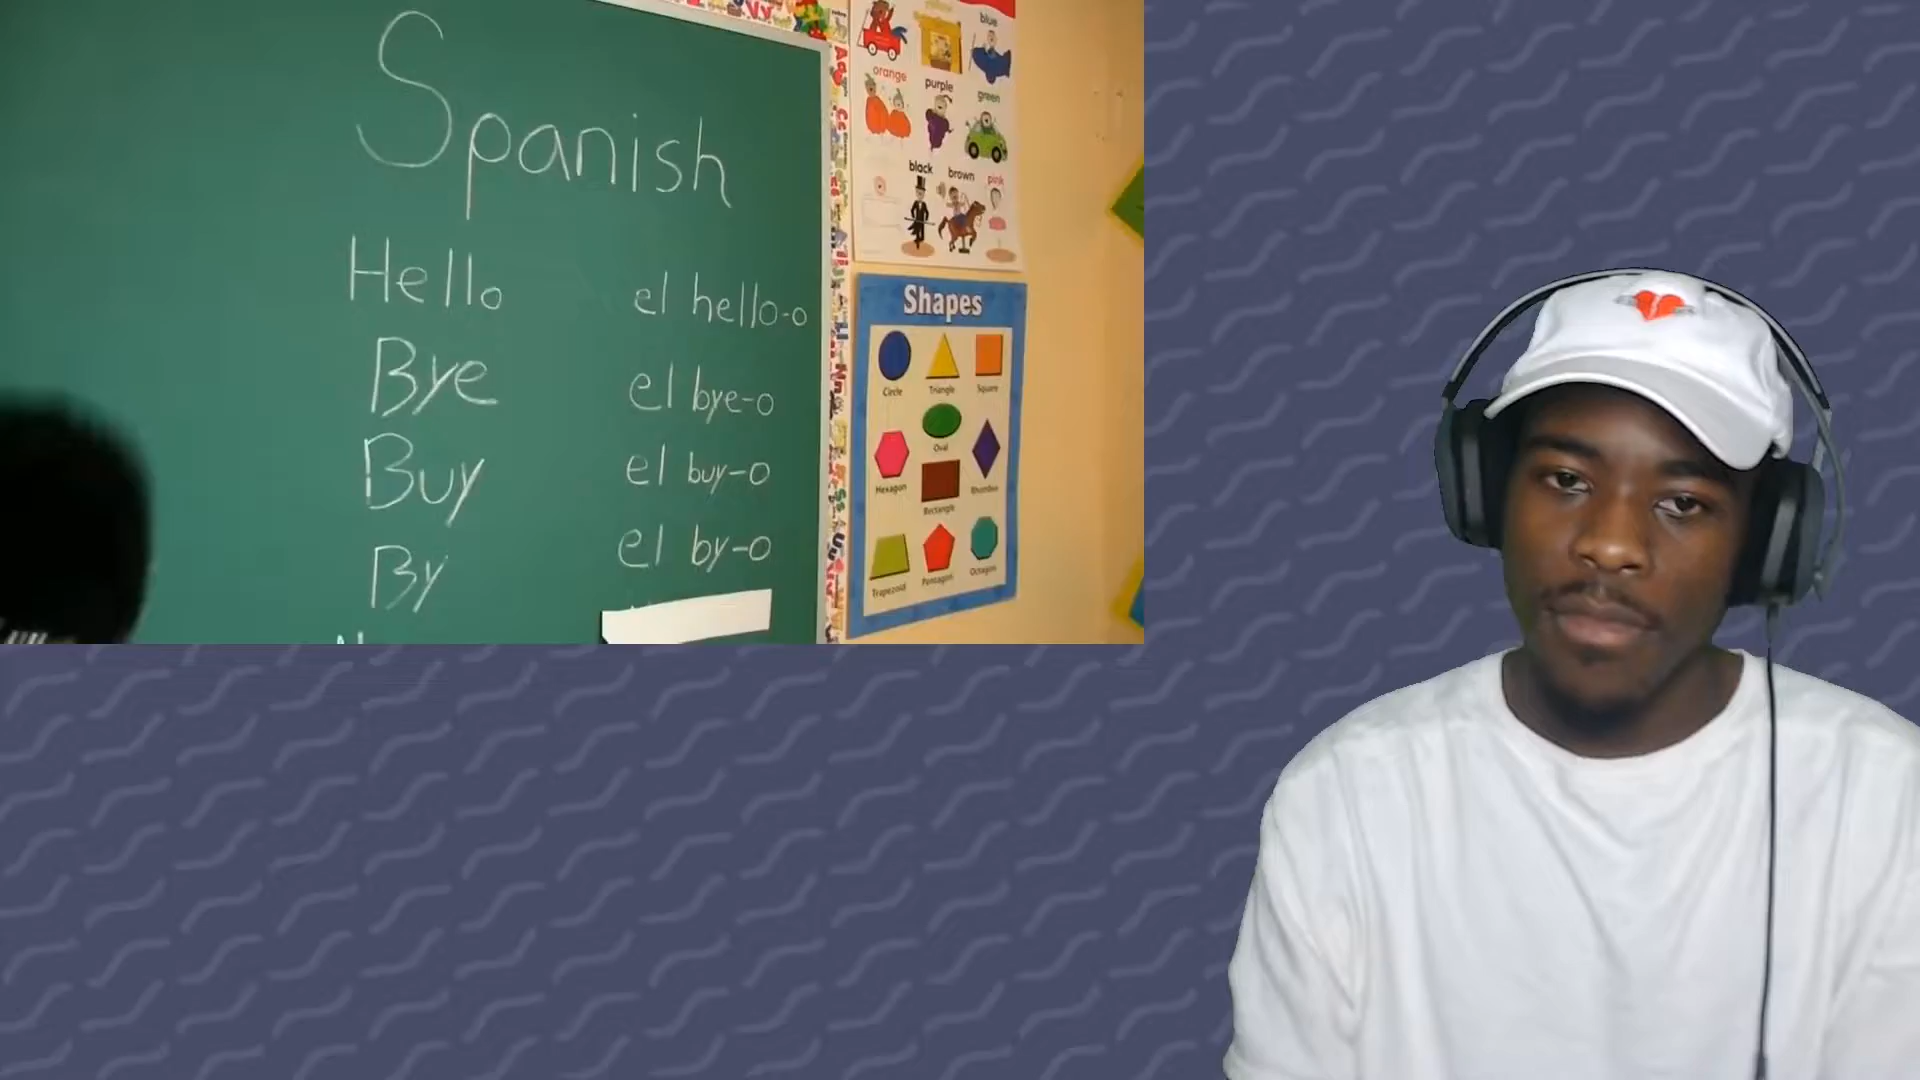 Spanish
Hello el hello-o
Bye el bye-o
Buy el buy-o
By el by-o
yellow
blue
orange
purple
green
black
brown
pink
Shapes
Circle
Triangle
Square
Oval
Hexagon
Rhombus
Rectangle
Trapezoid
Pentagon
Octagon